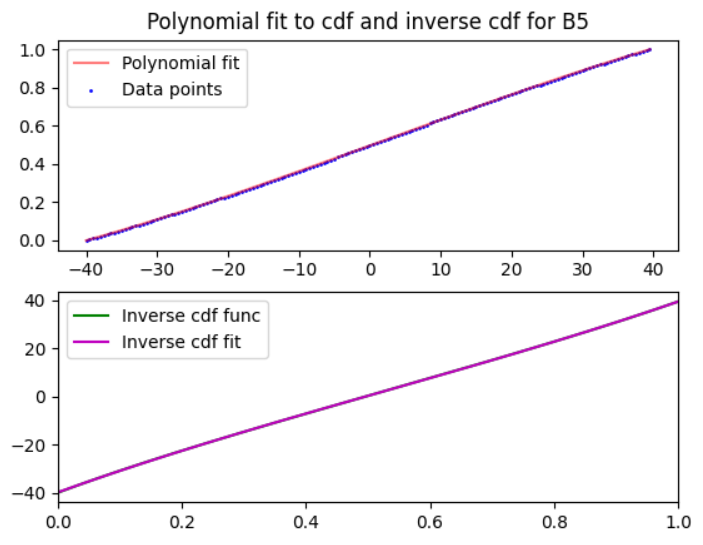 Polynomial fit to cdf and inverse cdf for B5
1.0
0.8
0.6
0.4
0.2
0.0
Polynomial fit
Data points
−40 −30 −20 −10 0 10 20 30 40
40
20
0
−20
−40
Inverse cdf func
Inverse cdf fit
0.0 0.2 0.4 0.6 0.8 1.0